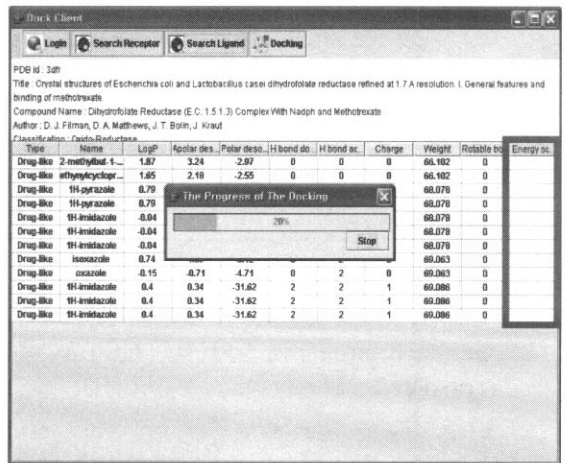 Dock Client
Login Search Receptor Search Ligand Docking
PDB id : 3dfr
Title : Crystal structures of Escherichia coli and Lactobacillus casei dihydrofolate reductase refined at 1.7 A resolution. I. General features and
binding of methotrexate
Compound Name : Dihydrofolate Reductase (E.C. 1.5.1.3) Complex With Nadph and Methotrexate
Author : D. J. Filman, D. A. Matthews, J. T. Bolin, J. Kraut
Classification : Oxido-Reductase
Type Name LogP Apolar des... Polar deso... H bond do... H bond ac... Charge Weight Rotable bo Energy sc
Drug-like 2-methylbut-1-... 1.87 3.24 -2.97 0 0 0 66.102 0
Drug-like ethynylcyclopr... 1.65 2.10 -2.55 0 0 0 66.102 0
Drug-like 1H-pyrazole 0.79 68.078 0
Drug-like 1H-pyrazole 0.79 68.078 0
Drug-like 1H-imidazole -0.04 68.078 0
Drug-like 1H-imidazole -0.04 68.078 0
Drug-like 1H-imidazole -0.04 68.078 0
Drug-like isoxazole 0.74 0 2 0 69.063 0
Drug-like oxazole -0.15 -0.71 -4.71 0 2 0 69.063 0
Drug-like 1H-imidazole 0.4 0.34 -31.62 2 2 1 69.086 0
Drug-like 1H-imidazole 0.4 0.34 -31.62 2 2 1 69.086 0
Drug-like 1H-imidazole 0.4 0.34 -31.62 2 2 1 69.086 0
The Progress of The Docking
20%
Stop